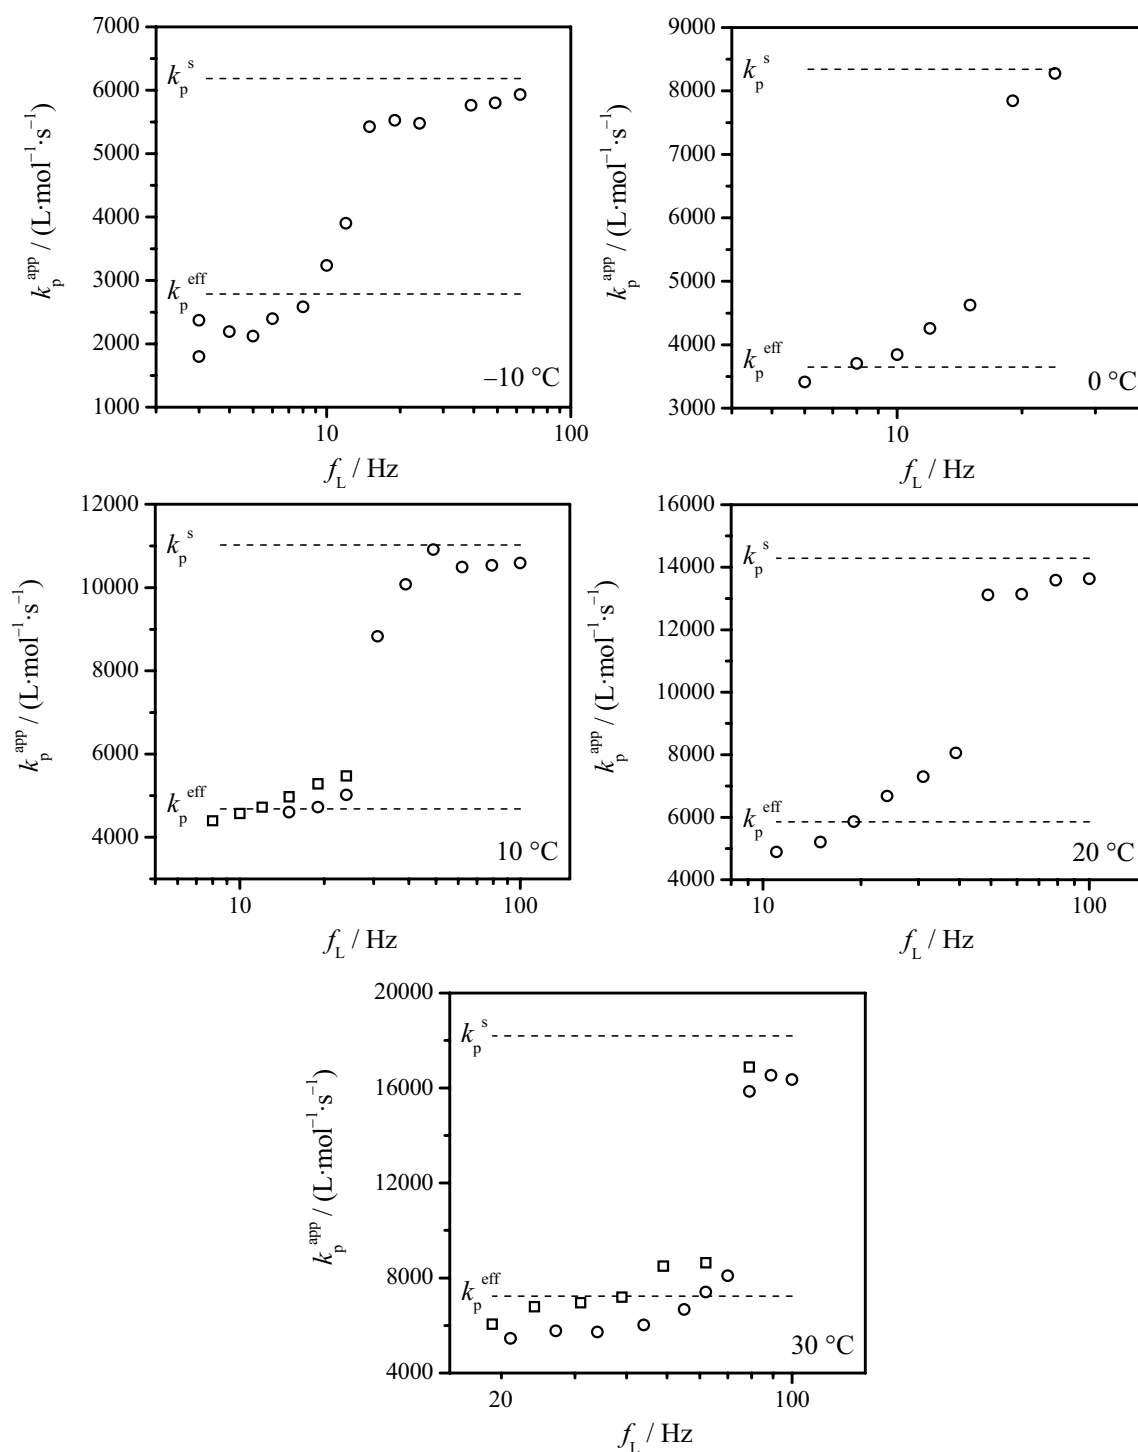 7000
6000
5000
4000
3000
2000
1000
k_p^s
k_p^eff
–10 °C
10
100
k_p^app / (L·mol^−1·s^−1)
f_L / Hz
9000
8000
7000
6000
5000
4000
3000
k_p^s
k_p^eff
0 °C
10
k_p^app / (L·mol^−1·s^−1)
f_L / Hz
12000
10000
8000
6000
4000
k_p^s
k_p^eff
10 °C
10
100
k_p^app / (L·mol^−1·s^−1)
f_L / Hz
16000
14000
12000
10000
8000
6000
4000
k_p^s
k_p^eff
20 °C
10
100
k_p^app / (L·mol^−1·s^−1)
f_L / Hz
20000
16000
12000
8000
4000
k_p^s
k_p^eff
30 °C
20
100
k_p^app / (L·mol^−1·s^−1)
f_L / Hz